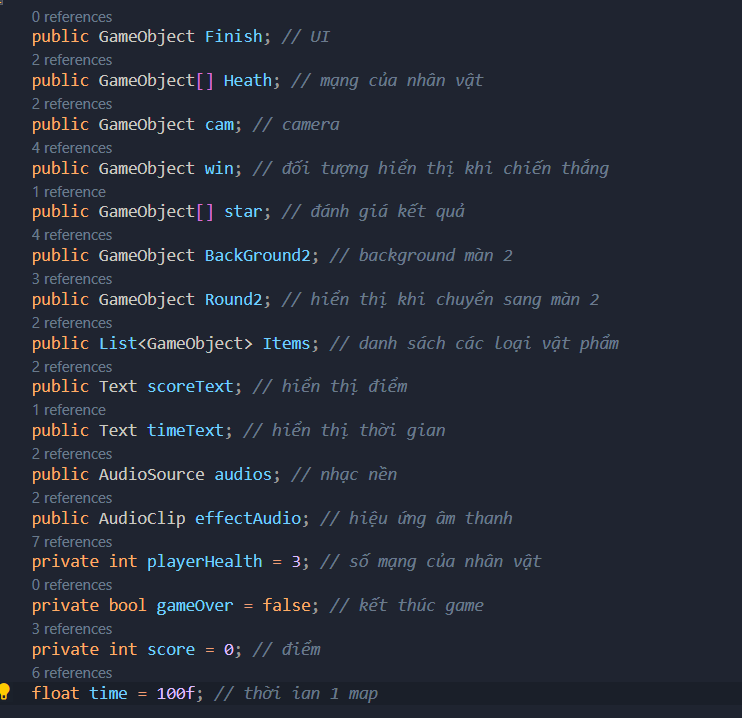 0 references
public GameObject Finish; // UI
2 references
public GameObject[] Heath; // mạng của nhân vật
2 references
public GameObject cam; // camera
4 references
public GameObject win; // đối tượng hiển thị khi chiến thắng
1 reference
public GameObject[] star; // đánh giá kết quả
4 references
public GameObject BackGround2; // background màn 2
3 references
public GameObject Round2; // hiển thị khi chuyển sang màn 2
2 references
public List<GameObject> Items; // danh sách các loại vật phẩm
2 references
public Text scoreText; // hiển thị điểm
1 reference
public Text timeText; // hiển thị thời gian
2 references
public AudioSource audios; // nhạc nền
2 references
public AudioClip effectAudio; // hiệu ứng âm thanh
7 references
private int playerHealth = 3; // số mạng của nhân vật
0 references
private bool gameOver = false; // kết thúc game
3 references
private int score = 0; // điểm
6 references
float time = 100f; // thời ian 1 map